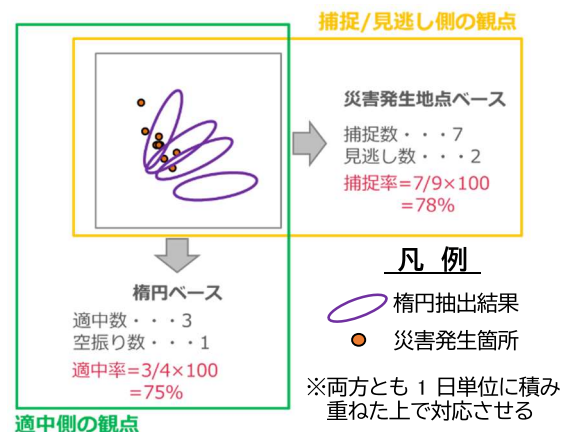 捕捉/見逃し側の観点
災害発生地点ベース
捕捉数・・・7
見逃し数・・・2
捕捉率=7/9×100
=78%
楕円ベース
適中数・・・3
空振り数・・・1
適中率=3/4×100
=75%
適中側の観点
凡 例
楕円抽出結果
災害発生箇所
※両方とも 1 日単位に積み
重ねた上で対応させる